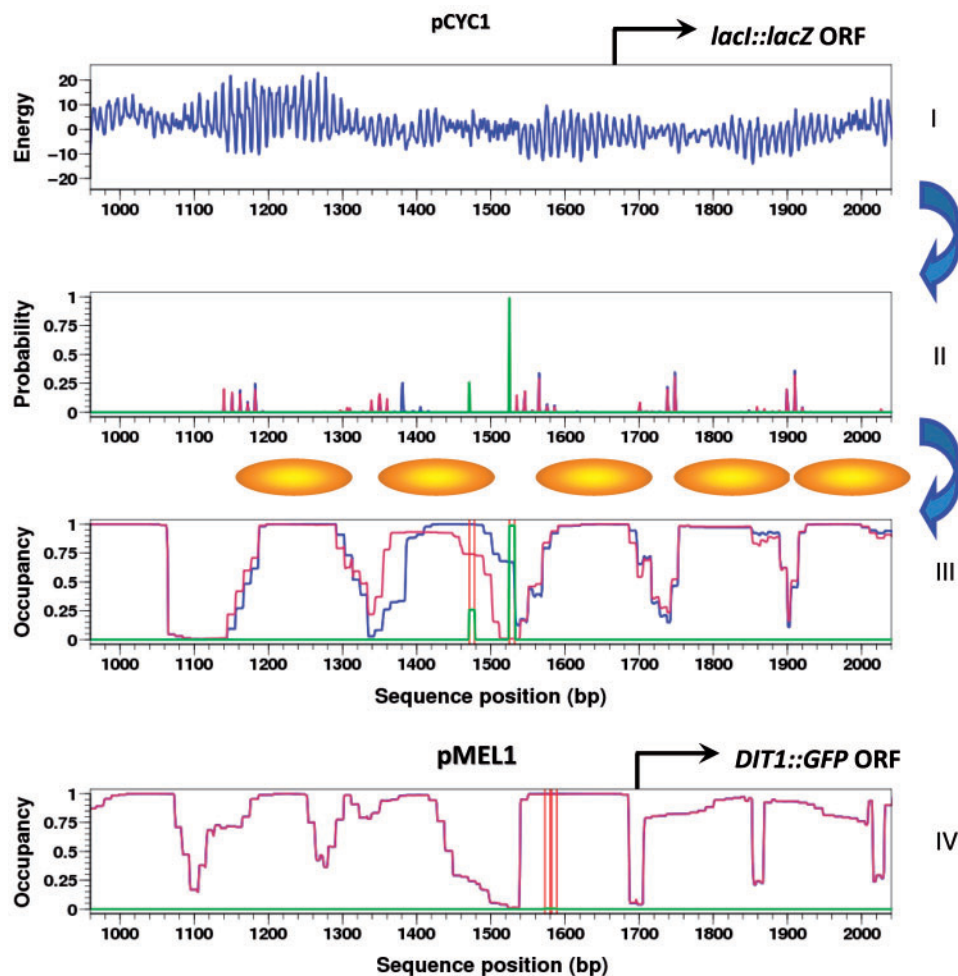 pCYC1
lacI::lacZ ORF
Energy
20
10
0
−10
−20
1000 1100 1200 1300 1400 1500 1600 1700 1800 1900 2000
I
Probability
1
0.75
0.5
0.25
0
1000 1100 1200 1300 1400 1500 1600 1700 1800 1900 2000
II
Occupancy
1
0.75
0.5
0.25
0
1000 1100 1200 1300 1400 1500 1600 1700 1800 1900 2000
Sequence position (bp)
III
pMEL1
DIT1::GFP ORF
Occupancy
1
0.75
0.5
0.25
0
1000 1100 1200 1300 1400 1500 1600 1700 1800 1900 2000
Sequence position (bp)
IV